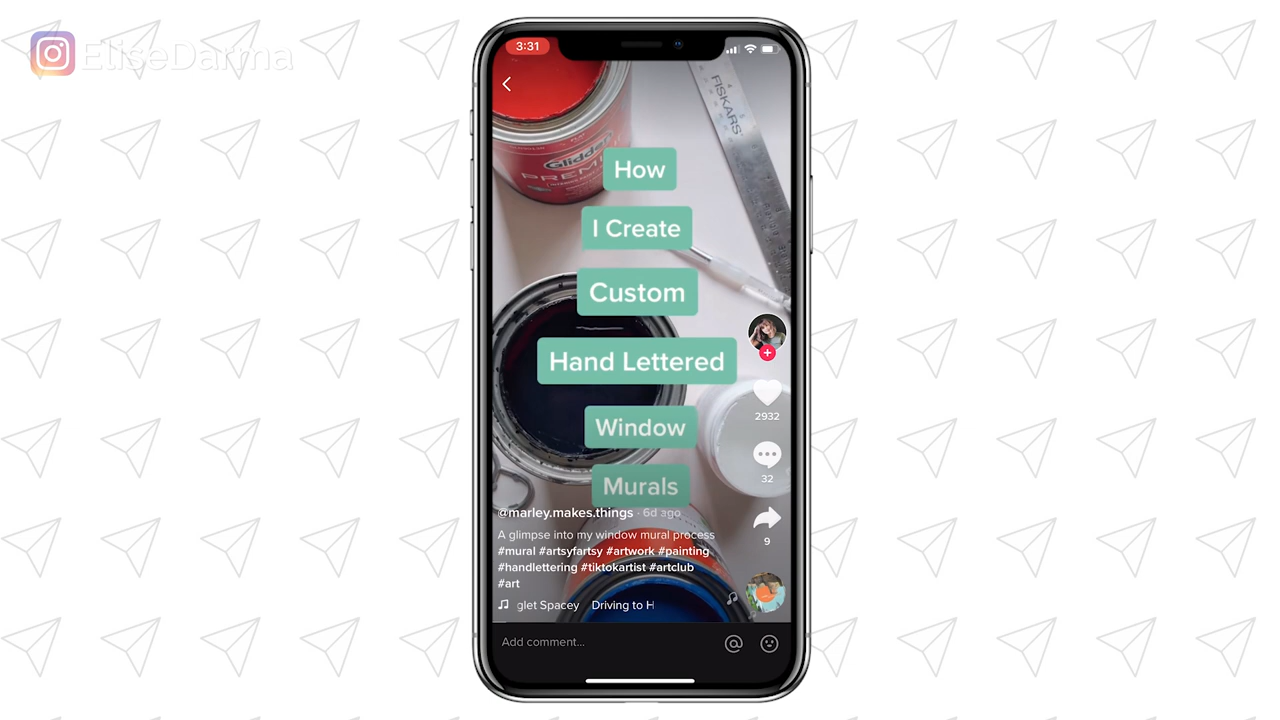 EliseDarma
3:31
FISKARS
Glidden
PREMI
How
I Create
Custom
Hand Lettered
Window
Murals
2932
32
9
@marley.makes.things · 6d ago
A glimpse into my window mural process
#mural #artsyfartsy #artwork #painting
#handlettering #tiktokartist #artclub
#art
glet Spacey Driving to H
Add comment...